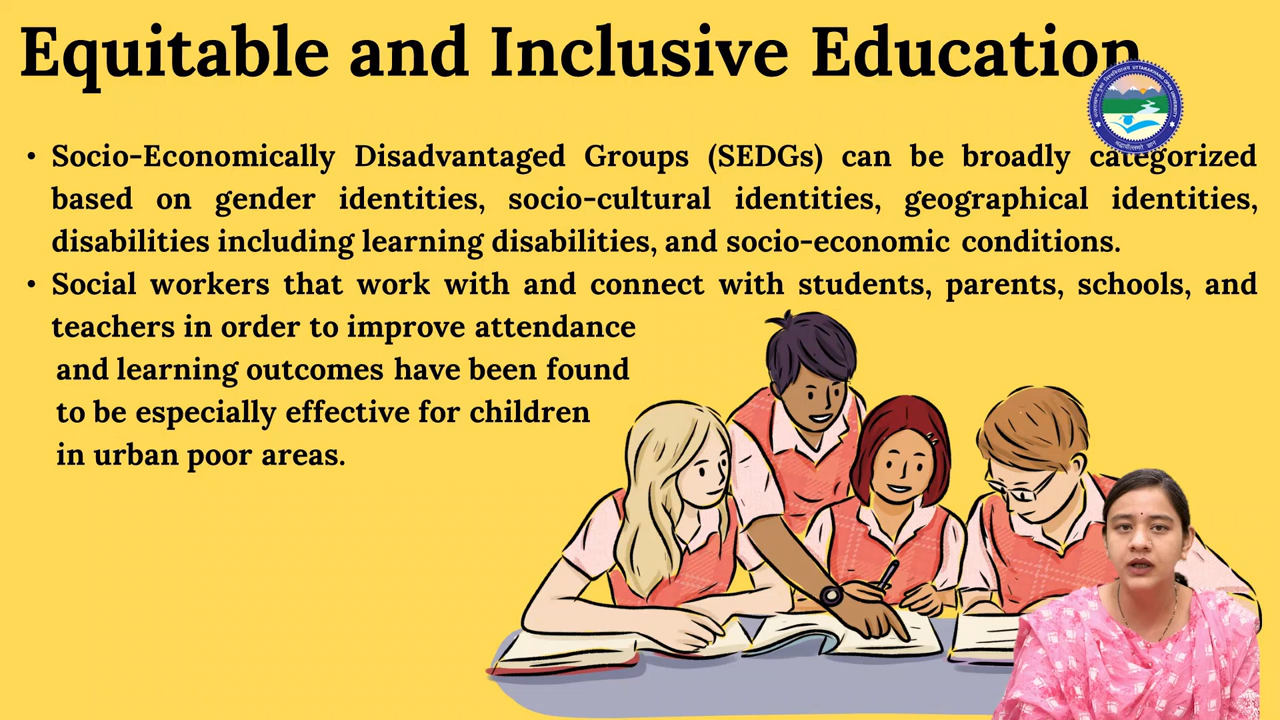 Equitable and Inclusive Education
• Socio-Economically Disadvantaged Groups (SEDGs) can be broadly categorized
based on gender identities, socio-cultural identities, geographical identities,
disabilities including learning disabilities, and socio-economic conditions.
• Social workers that work with and connect with students, parents, schools, and
teachers in order to improve attendance
and learning outcomes have been found
to be especially effective for children
in urban poor areas.
UTTARAKHAND OPEN UNIVERSITY